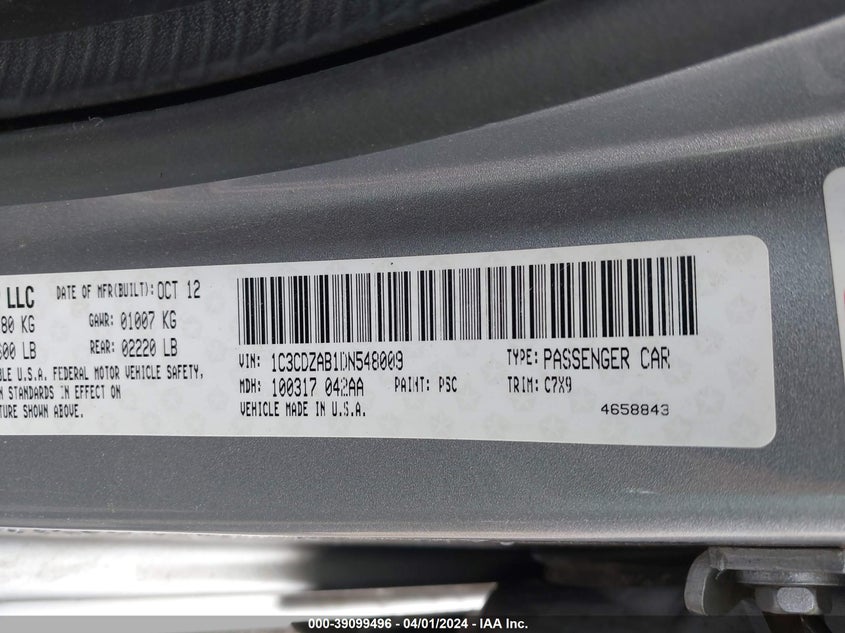 LLC DATE OF MFR(BUILT): OCT 12
80 KG GAWR: 01007 KG
600 LB REAR: 02220 LB
BLE U.S.A. FEDERAL MOTOR VEHICLE SAFETY,
N STANDARDS IN EFFECT ON
TURE SHOWN ABOVE.
VIN: 1C3CDZAB1DN548009 TYPE: PASSENGER CAR
MDH: 100317 042AA PAINT: PSC TRIM: C7X9
VEHICLE MADE IN U.S.A. 4658843
000-39099496 - 04/01/2024 - IAA Inc.